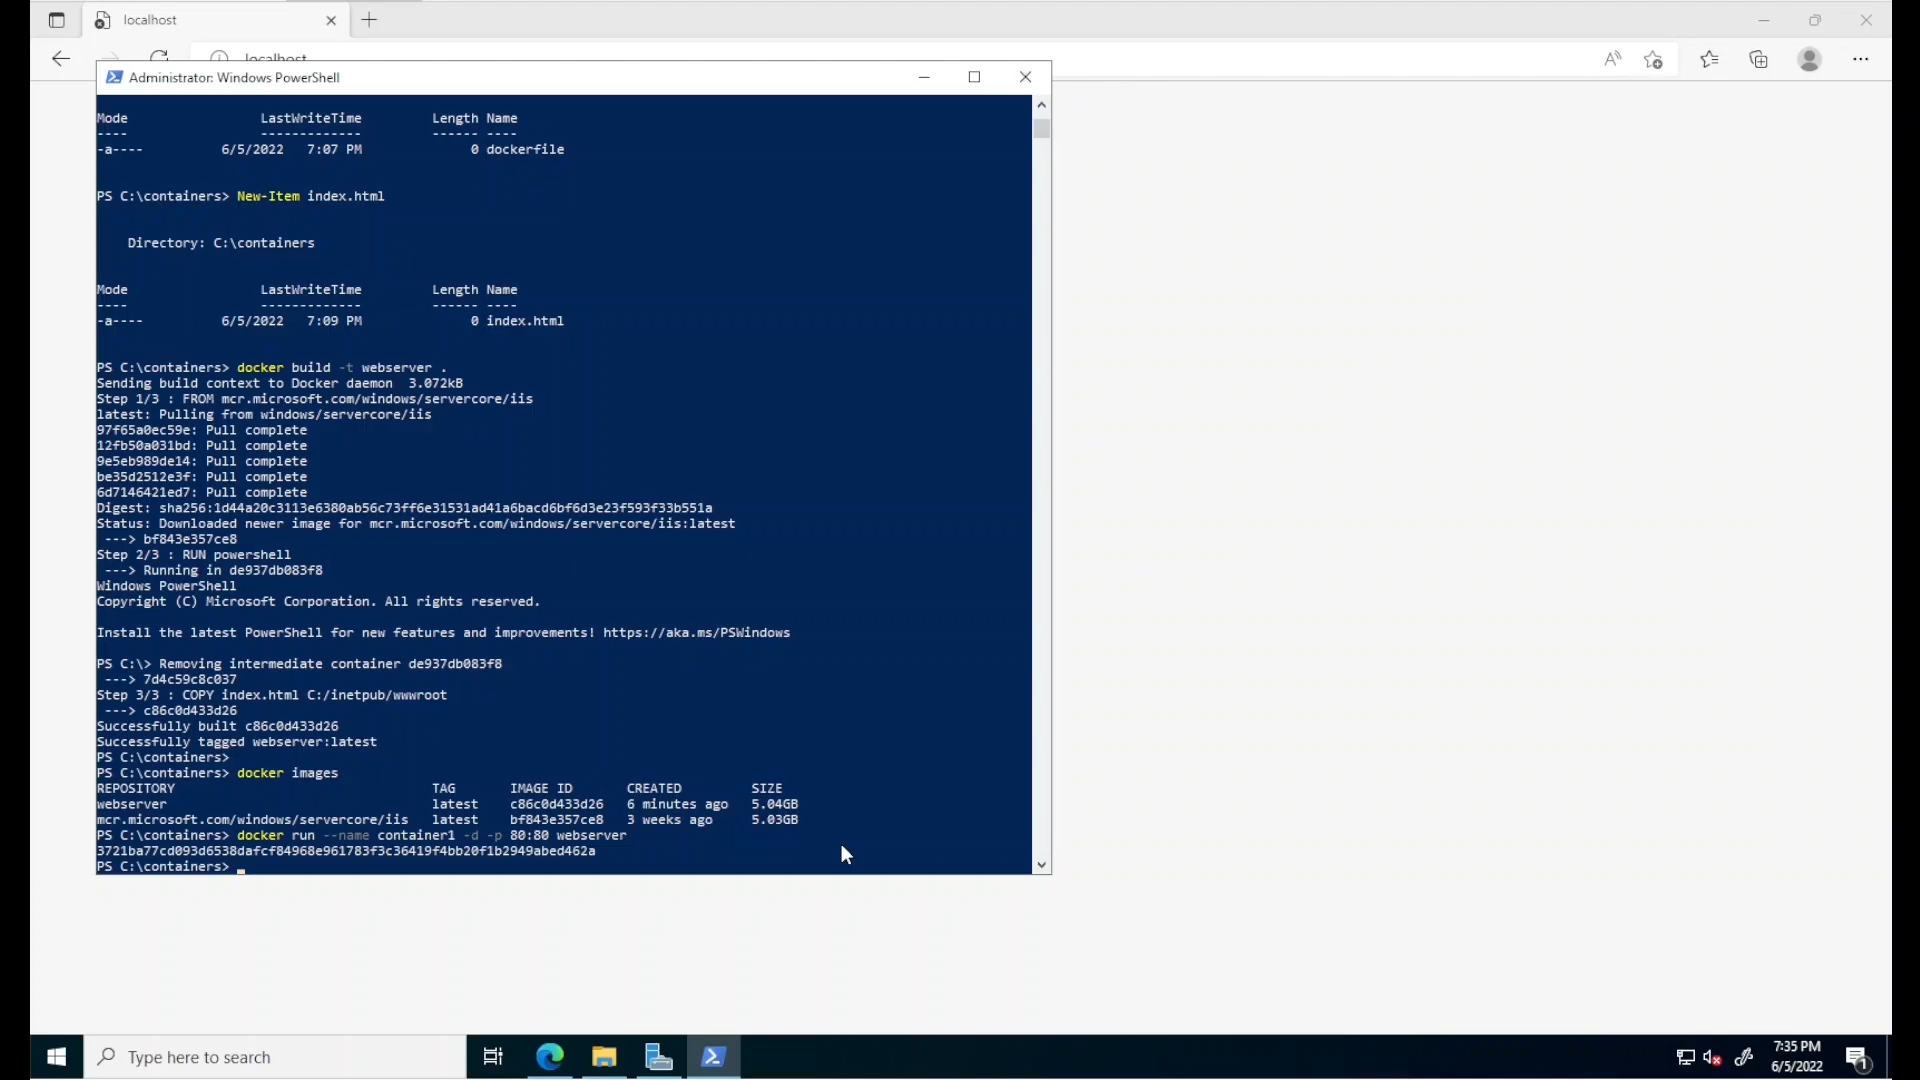 localhost
localhost
Administrator: Windows PowerShell
Mode LastWriteTime Length Name
---- ------------- ------ ----
-a---- 6/5/2022 7:07 PM 0 dockerfile
PS C:\containers> New-Item index.html
Directory: C:\containers
Mode LastWriteTime Length Name
---- ------------- ------ ----
-a---- 6/5/2022 7:09 PM 0 index.html
PS C:\containers> docker build -t webserver .
Sending build context to Docker daemon 3.072kB
Step 1/3 : FROM mcr.microsoft.com/windows/servercore/iis
latest: Pulling from windows/servercore/iis
97f65a0ec59e: Pull complete
12fb50a031bd: Pull complete
9e5eb989de14: Pull complete
be35d2512e3f: Pull complete
6d7146421ed7: Pull complete
Digest: sha256:1d44a20c3113e6380ab56c73ff6e31531ad41a6bacd6bf6d3e23f593f33b551a
Status: Downloaded newer image for mcr.microsoft.com/windows/servercore/iis:latest
---> bf843e357ce8
Step 2/3 : RUN powershell
---> Running in de937db083f8
Windows PowerShell
Copyright (C) Microsoft Corporation. All rights reserved.
Install the latest PowerShell for new features and improvements! https://aka.ms/PSWindows
PS C:\> Removing intermediate container de937db083f8
---> 7d4c59c8c037
Step 3/3 : COPY index.html C:/inetpub/wwwroot
---> c86c0d433d26
Successfully built c86c0d433d26
Successfully tagged webserver:latest
PS C:\containers>
PS C:\containers> docker images
REPOSITORY TAG IMAGE ID CREATED SIZE
webserver latest c86c0d433d26 6 minutes ago 5.04GB
mcr.microsoft.com/windows/servercore/iis latest bf843e357ce8 3 weeks ago 5.03GB
PS C:\containers> docker run --name container1 -d -p 80:80 webserver
3721ba77cd093d6538dafcf84968e961783f3c36419f4bb20f1b2949abed462a
PS C:\containers>
Type here to search
7:35 PM
6/5/2022
1